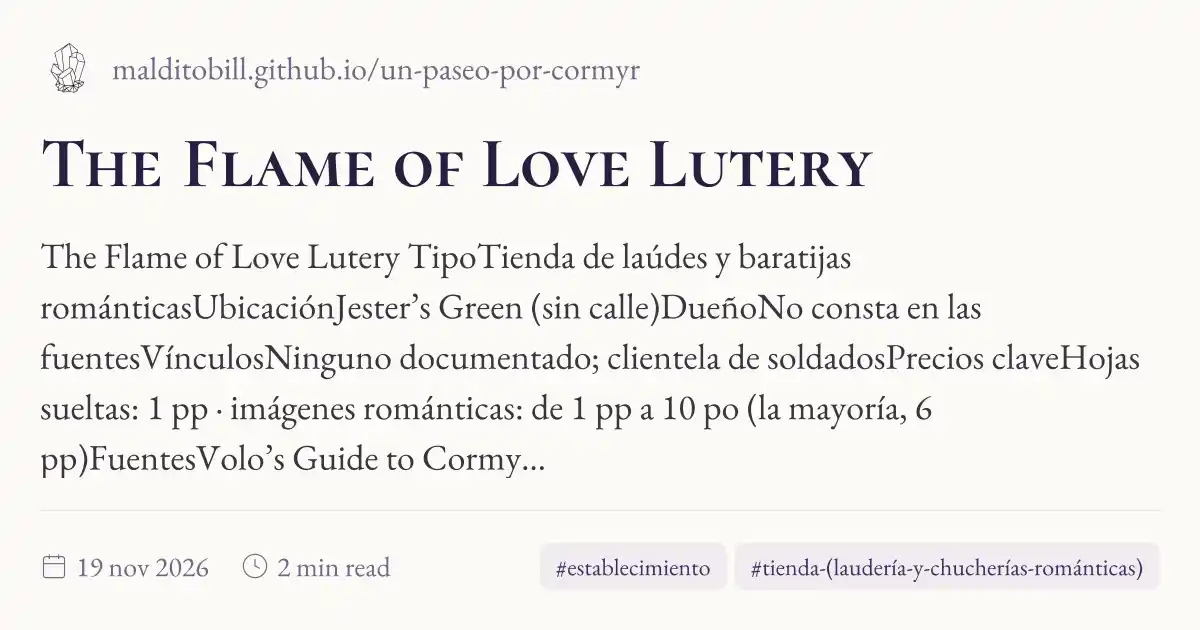 malditobill.github.io/un-paseo-por-cormyr
The Flame of Love Lutery
The Flame of Love Lutery TipoTienda de laúdes y baratijas
románticasUbicaciónJester’s Green (sin calle)DueñoNo consta en las
fuentesVínculosNinguno documentado; clientela de soldadosPrecios claveHojas
sueltas: 1 pp · imágenes románticas: de 1 pp a 10 po (la mayoría, 6
pp)FuentesVolo’s Guide to Cormy...
19 nov 2026 2 min read #establecimiento #tienda-(laudería-y-chucherías-románticas)